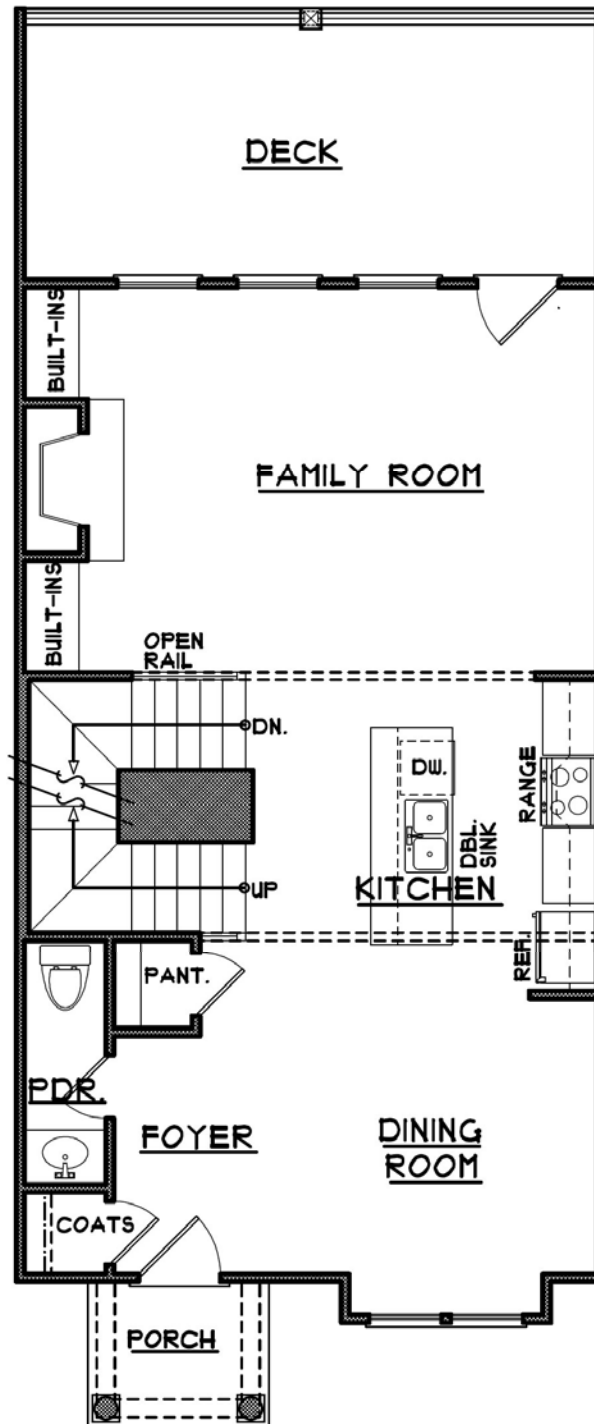 DECK
BUILT-INS
FAMILY ROOM
BUILT-INS
OPEN
RAIL
DN.
DW.
RANGE
DBL.
SINK
UP
KITCHEN
REF.
PANT.
PDR.
FOYER
DINING
ROOM
COATS
PORCH